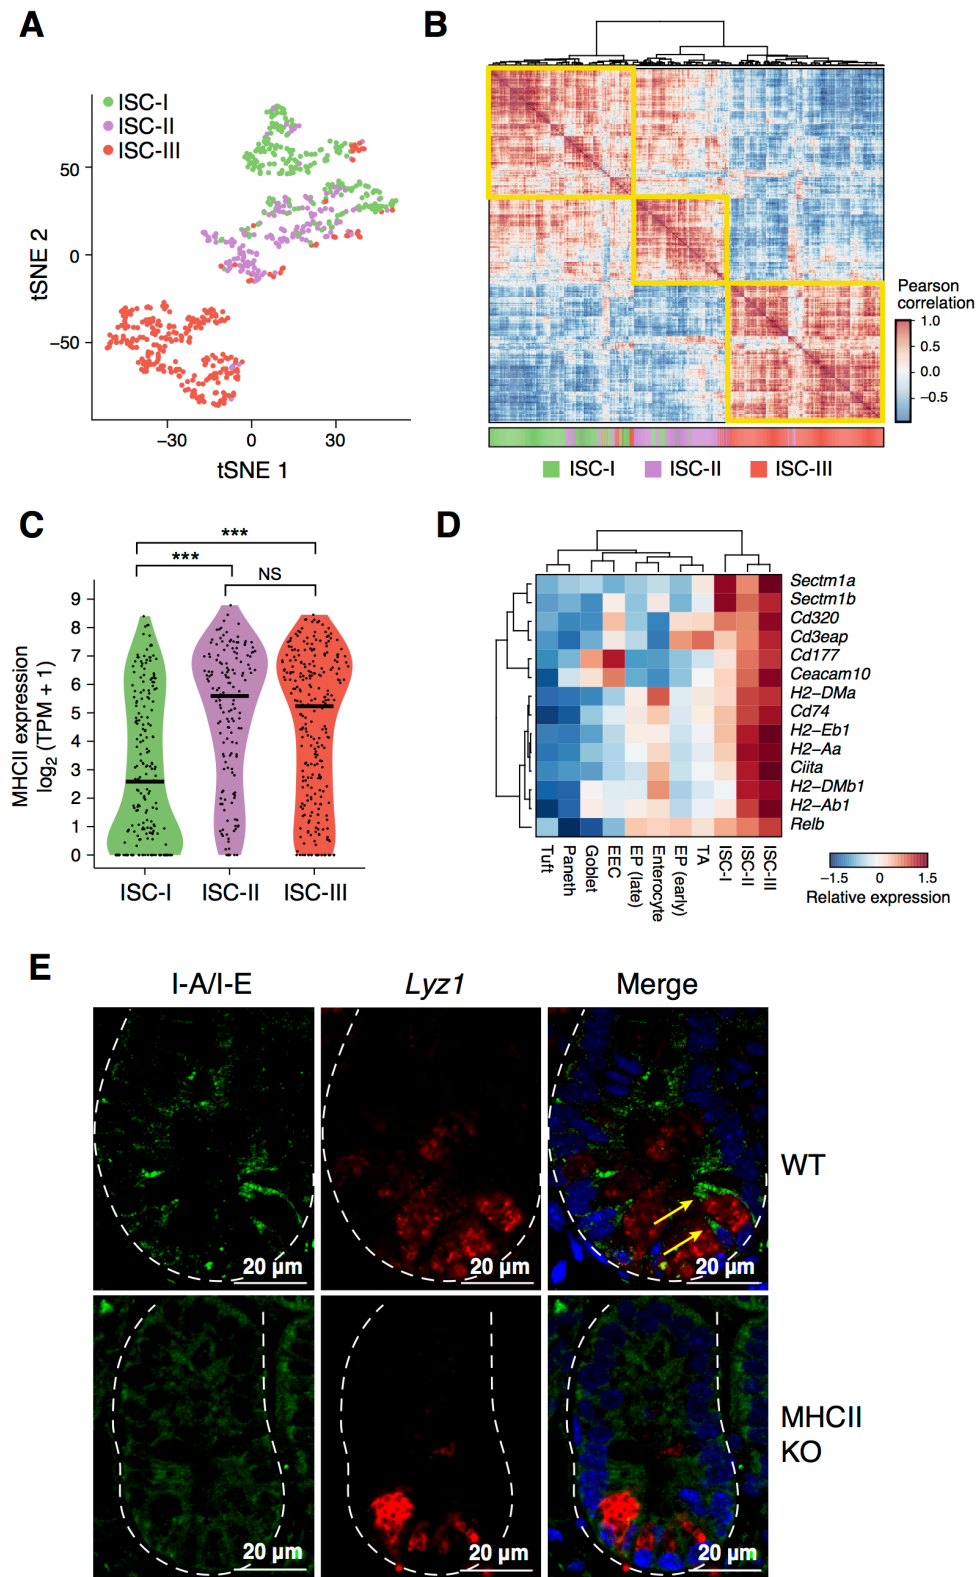 A
ISC-I
ISC-II
ISC-III
50
0
−50
−30
0
30
tSNE 1
tSNE 2
B
Pearson
correlation
1.0
0.5
0.0
−0.5
ISC-I
ISC-II
ISC-III
C
***
***
NS
9
8
7
6
5
4
3
2
1
0
MHCII expression
log2 (TPM + 1)
ISC-I
ISC-II
ISC-III
D
Sectm1a
Sectm1b
Cd320
Cd3eap
Cd177
Ceacam10
H2−DMa
Cd74
H2−Eb1
H2−Aa
Ciita
H2−DMb1
H2−Ab1
Relb
Tuft
Paneth
Goblet
EEC
EP (late)
Enterocyte
EP (early)
TA
ISC-I
ISC-II
ISC-III
−1.5
0
1.5
Relative expression
E
I-A/I-E
Lyz1
Merge
20 µm
20 µm
20 µm
WT
20 µm
20 µm
20 µm
MHCII
KO